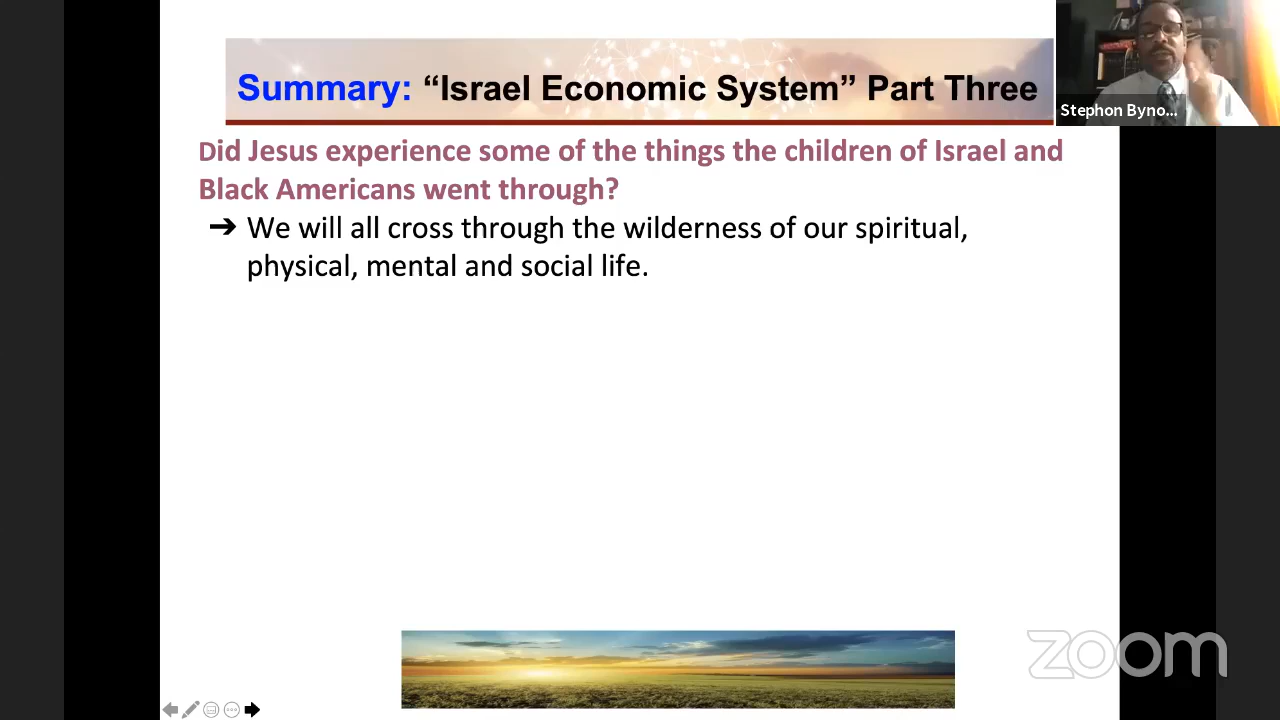 Summary: “Israel Economic System” Part Three
Stephon Byno...
Did Jesus experience some of the things the children of Israel and
Black Americans went through?
➔ We will all cross through the wilderness of our spiritual,
physical, mental and social life.
zoom